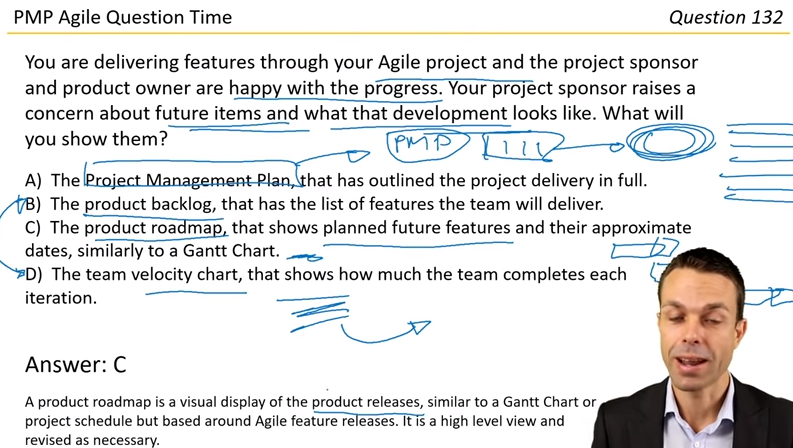 PMP Agile Question Time
Question 132
You are delivering features through your Agile project and the project sponsor
and product owner are happy with the progress. Your project sponsor raises a
concern about future items and what that development looks like. What will
you show them?
PMP
A) The Project Management Plan, that has outlined the project delivery in full.
B) The product backlog, that has the list of features the team will deliver.
C) The product roadmap, that shows planned future features and their approximate
dates, similarly to a Gantt Chart.
D) The team velocity chart, that shows how much the team completes each
iteration.
Answer: C
A product roadmap is a visual display of the product releases, similar to a Gantt Chart or
project schedule but based around Agile feature releases. It is a high level view and
revised as necessary.